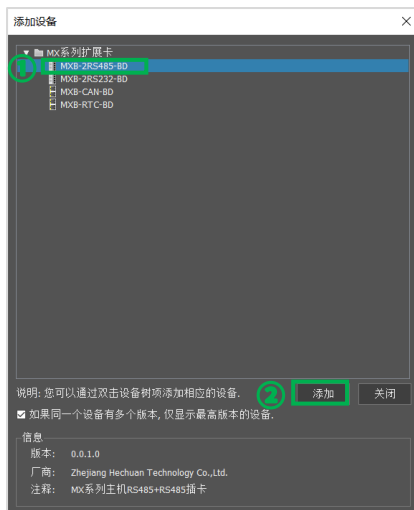 添加设备
MX系列扩展卡
① MXB-2RS485-BD
MXB-2RS232-BD
MXB-CAN-BD
MXB-RTC-BD
说明: 您可以通过双击设备树项添加相应的设备. ② 添加 关闭
如果同一个设备有多个版本, 仅显示最高版本的设备.
信息
版本: 0.0.1.0
厂商: Zhejiang Hechuan Technology Co.,Ltd.
注释: MX系列主机RS485+RS485插卡